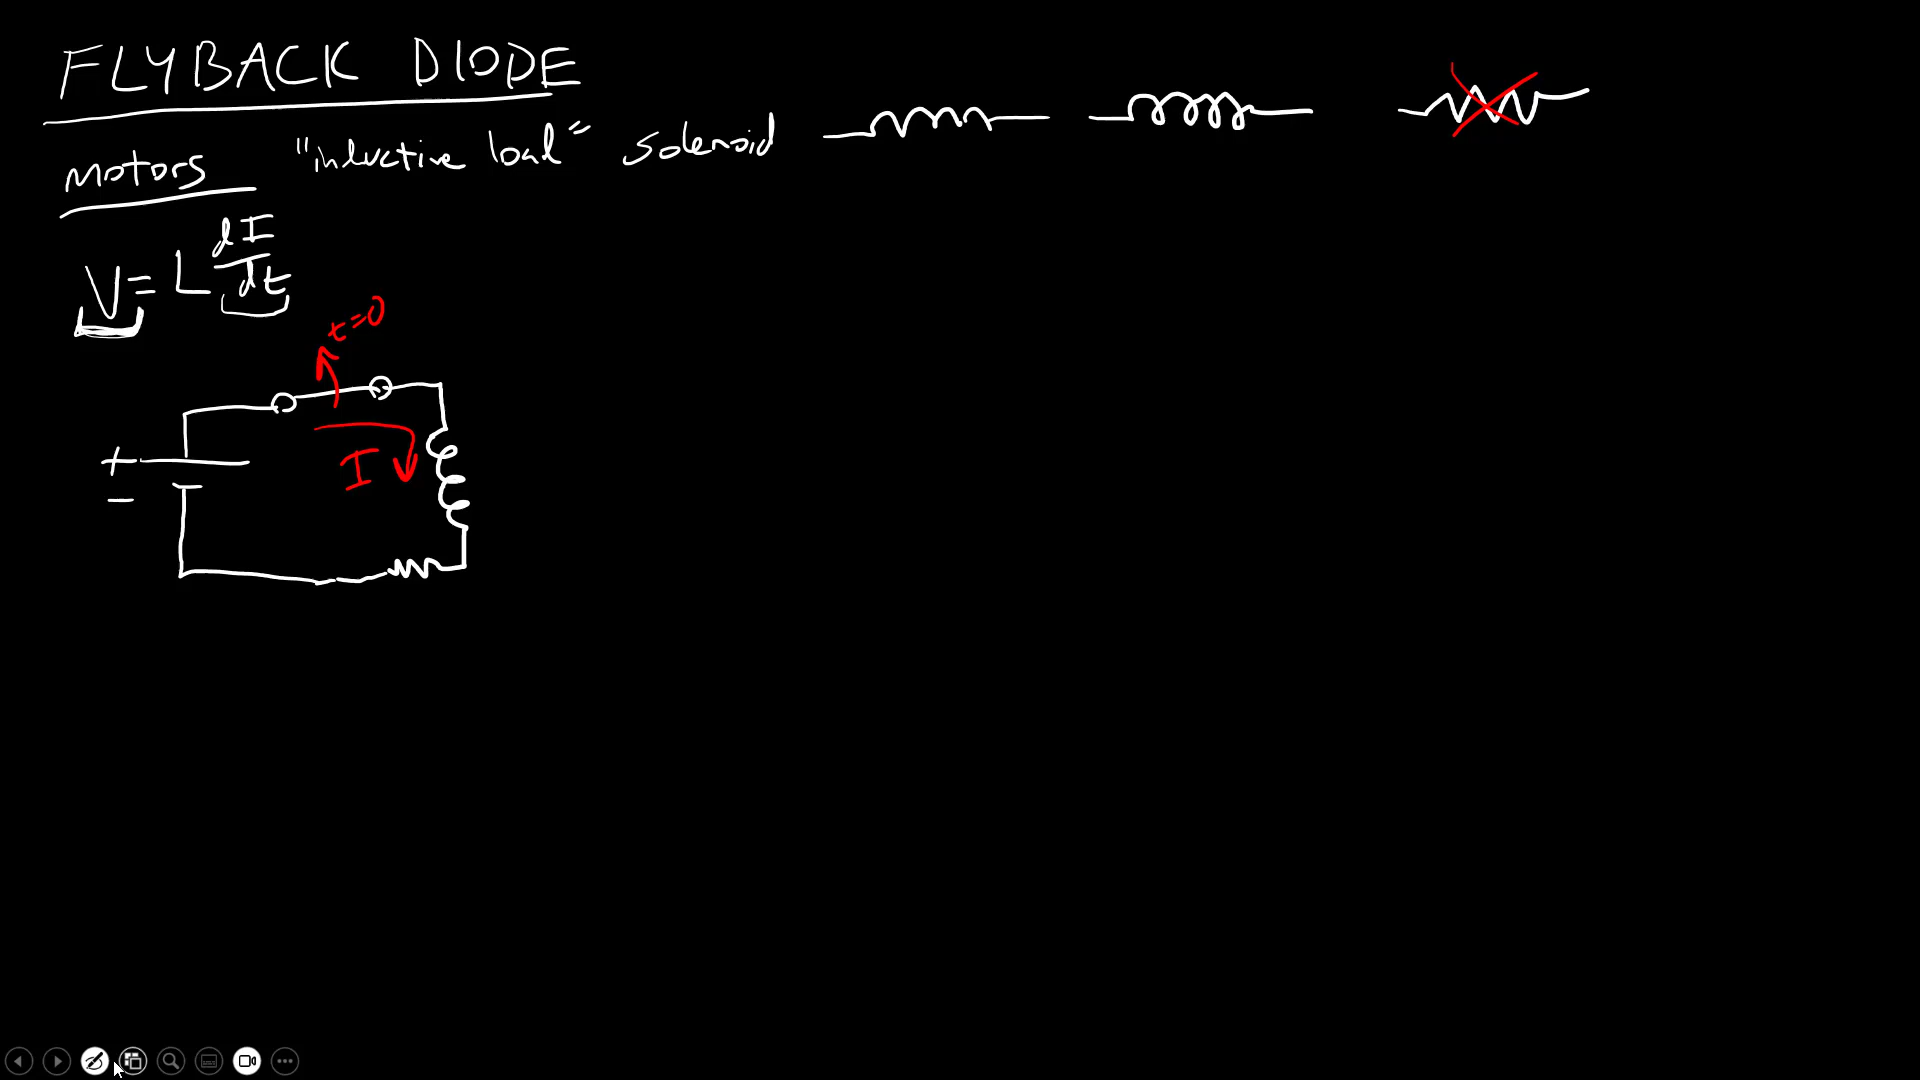 FLYBACK DIODE
motors "inductive load" solenoid
V = L dI/dt
t=0
+
I
−